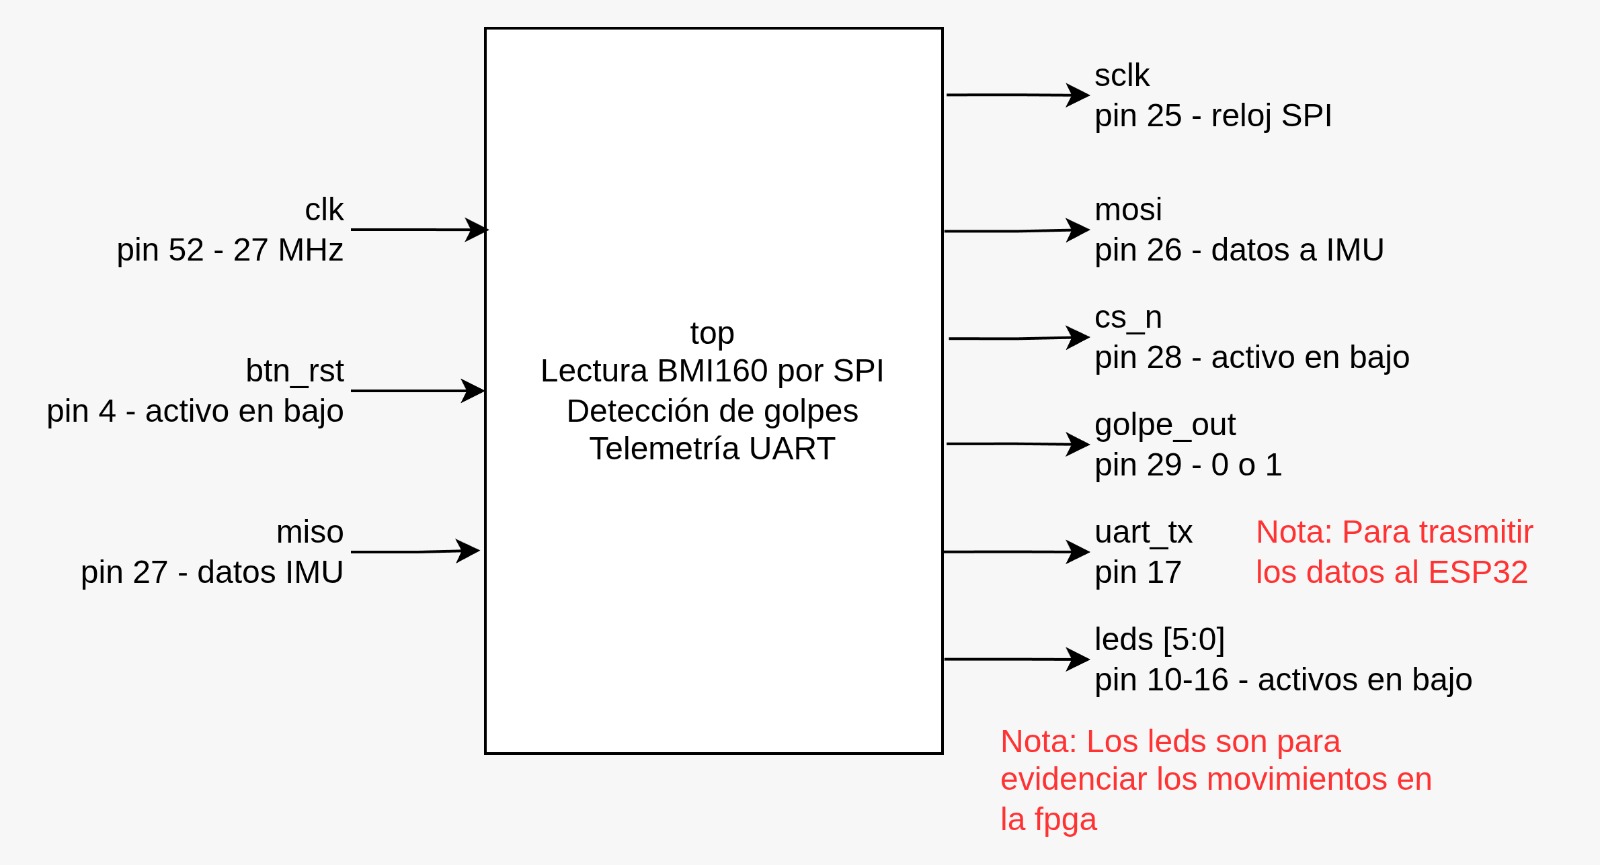 clk
pin 52 - 27 MHz
btn_rst
pin 4 - activo en bajo
miso
pin 27 - datos IMU
top
Lectura BMI160 por SPI
Detección de golpes
Telemetría UART
sclk
pin 25 - reloj SPI
mosi
pin 26 - datos a IMU
cs_n
pin 28 - activo en bajo
golpe_out
pin 29 - 0 o 1
uart_tx
pin 17
Nota: Para trasmitir
los datos al ESP32
leds [5:0]
pin 10-16 - activos en bajo
Nota: Los leds son para
evidenciar los movimientos en
la fpga